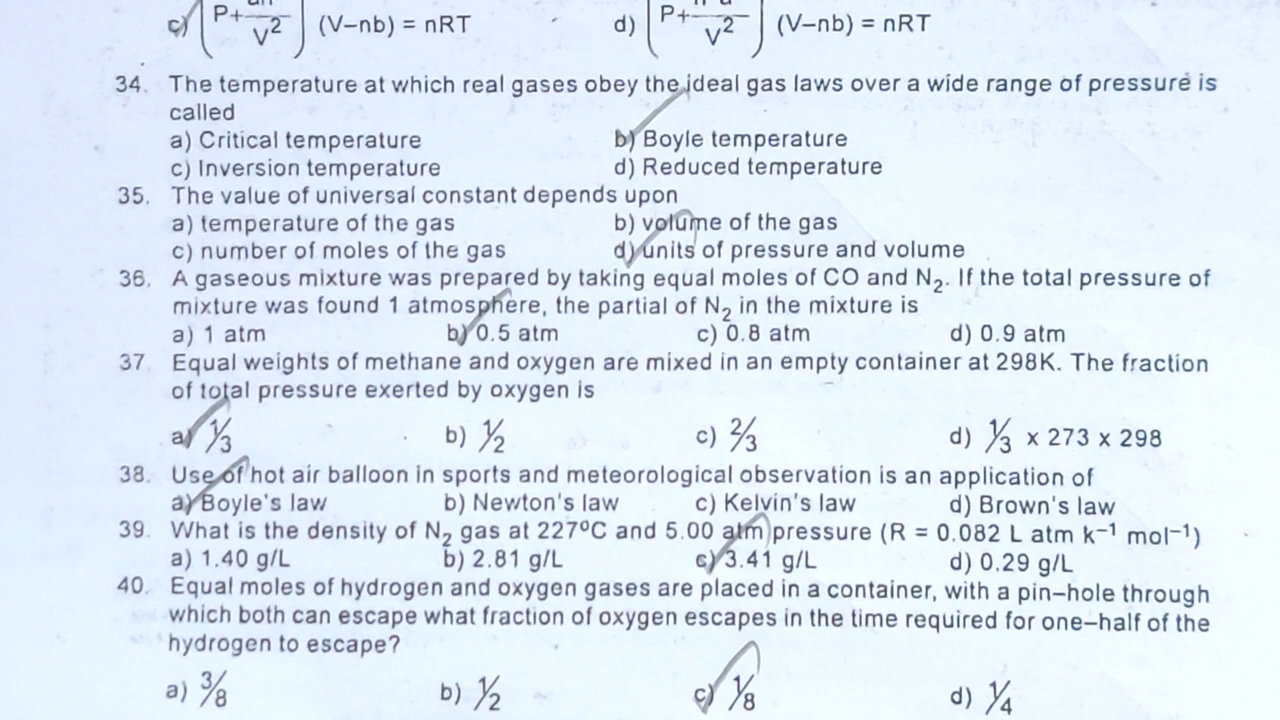 c) (P+ an/V²) (V–nb) = nRT d) (P+ n a/V²) (V–nb) = nRT
34. The temperature at which real gases obey the ideal gas laws over a wide range of pressure is
called
a) Critical temperature b) Boyle temperature
c) Inversion temperature d) Reduced temperature
35. The value of universal constant depends upon
a) temperature of the gas b) volume of the gas
c) number of moles of the gas d) units of pressure and volume
36. A gaseous mixture was prepared by taking equal moles of CO and N₂. If the total pressure of
mixture was found 1 atmosphere, the partial of N₂ in the mixture is
a) 1 atm b) 0.5 atm c) 0.8 atm d) 0.9 atm
37. Equal weights of methane and oxygen are mixed in an empty container at 298K. The fraction
of total pressure exerted by oxygen is
a) 1/3 b) 1/2 c) 2/3 d) 1/3 x 273 x 298
38. Use of hot air balloon in sports and meteorological observation is an application of
a) Boyle's law b) Newton's law c) Kelvin's law d) Brown's law
39. What is the density of N₂ gas at 227ºC and 5.00 atm pressure (R = 0.082 L atm k⁻¹ mol⁻¹)
a) 1.40 g/L b) 2.81 g/L c) 3.41 g/L d) 0.29 g/L
40. Equal moles of hydrogen and oxygen gases are placed in a container, with a pin–hole through
which both can escape what fraction of oxygen escapes in the time required for one–half of the
hydrogen to escape?
a) 3/8 b) 1/2 c) 1/8 d) 1/4